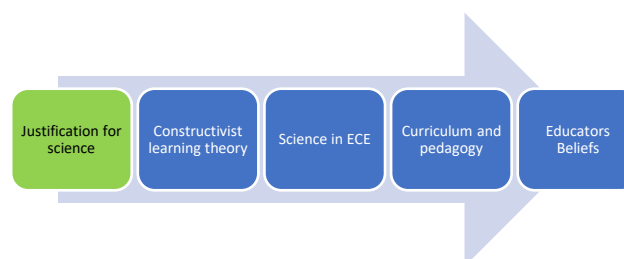 Justification for
science
Constructivist
learning theory
Science in ECE
Curriculum and
pedagogy
Educators
Beliefs